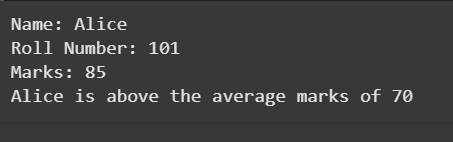 Name: Alice
Roll Number: 101
Marks: 85
Alice is above the average marks of 70